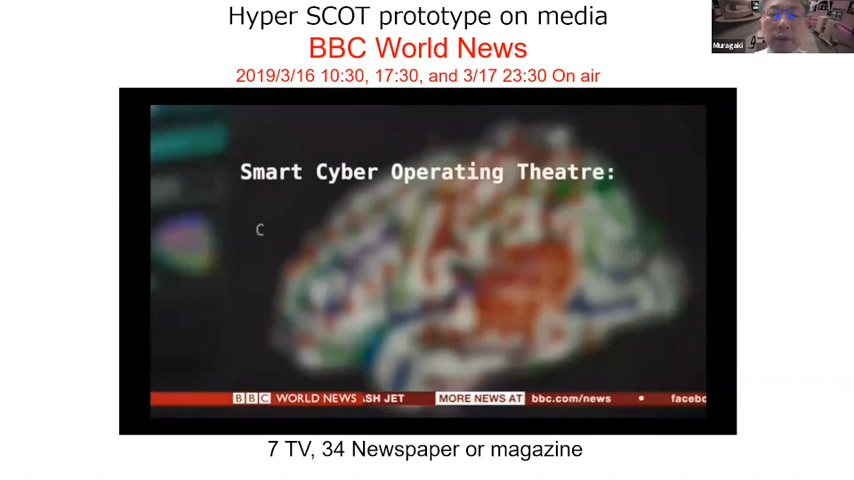 Hyper SCOT prototype on media
BBC World News
2019/3/16 10:30, 17:30, and 3/17 23:30 On air
Muragaki
Smart Cyber Operating Theatre:
C
BBC WORLD NEWS SH JET MORE NEWS AT bbc.com/news • facebo
7 TV, 34 Newspaper or magazine